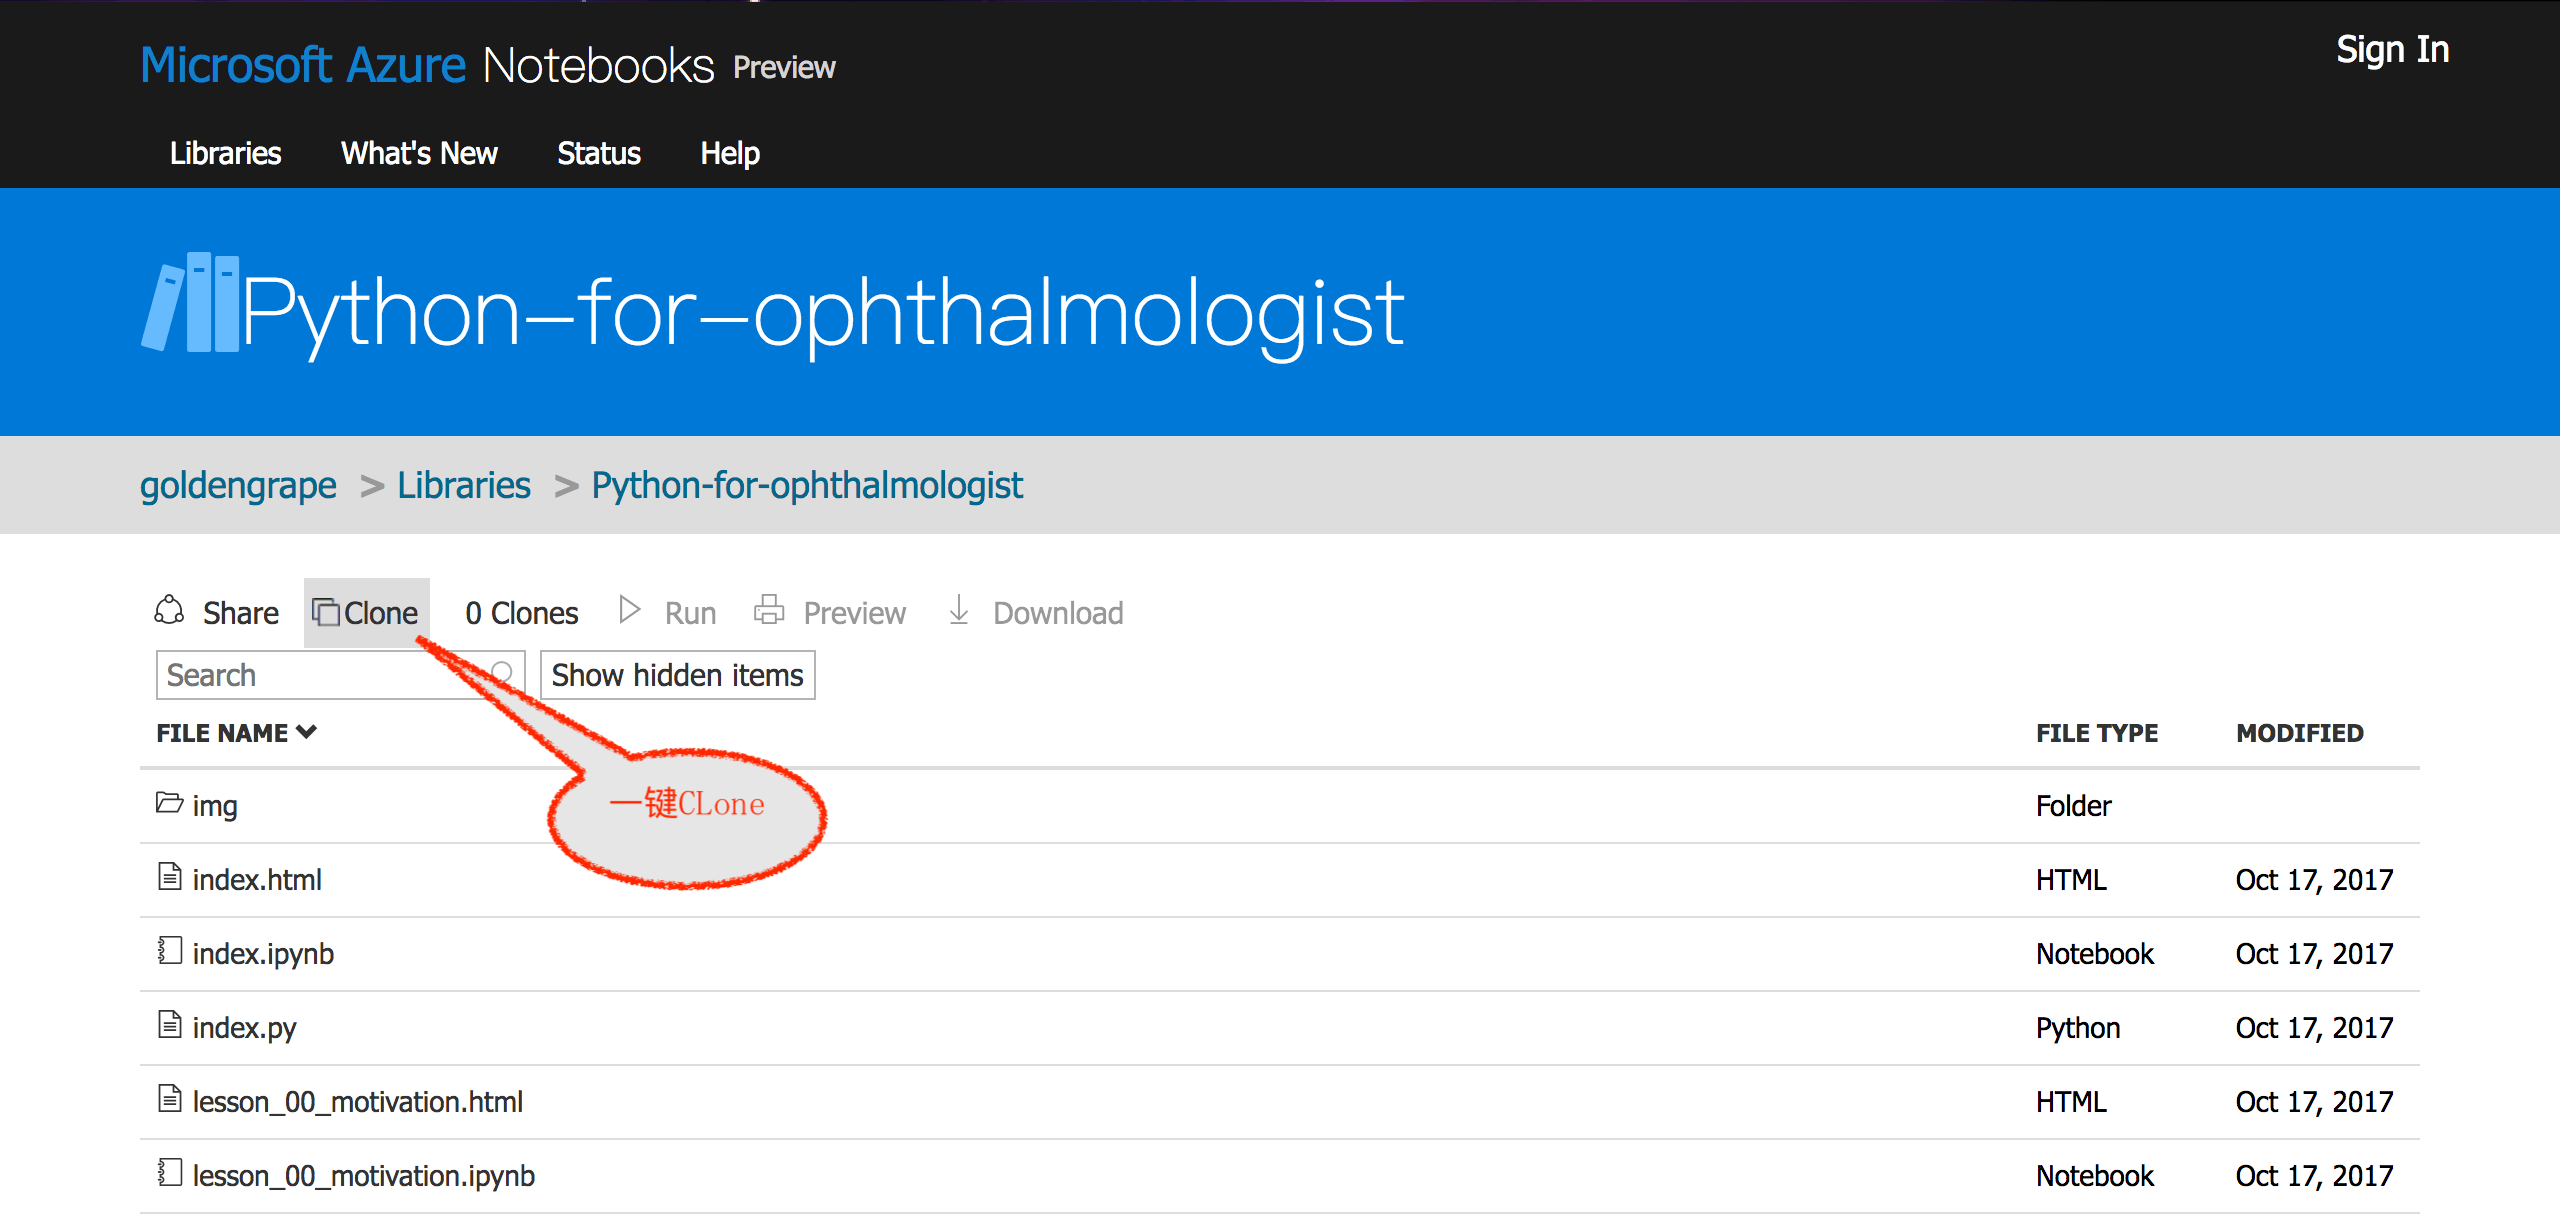 Microsoft Azure Notebooks Preview
Sign In
Libraries What's New Status Help
Python-for-ophthalmologist
goldengrape > Libraries > Python-for-ophthalmologist
Share Clone 0 Clones Run Preview Download
Search Show hidden items
FILE NAME FILE TYPE MODIFIED
一键CLone
img Folder
index.html HTML Oct 17, 2017
index.ipynb Notebook Oct 17, 2017
index.py Python Oct 17, 2017
lesson_00_motivation.html HTML Oct 17, 2017
lesson_00_motivation.ipynb Notebook Oct 17, 2017